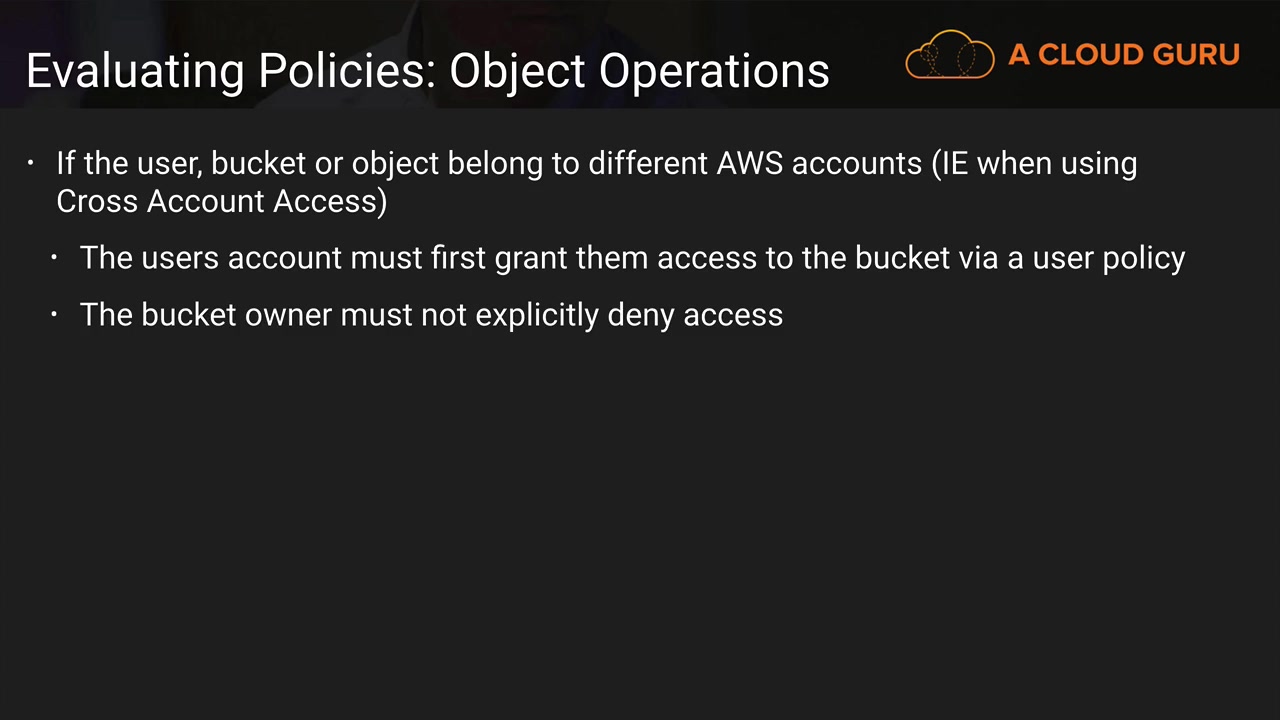 Evaluating Policies: Object Operations
A CLOUD GURU
• If the user, bucket or object belong to different AWS accounts (IE when using
Cross Account Access)
• The users account must first grant them access to the bucket via a user policy
• The bucket owner must not explicitly deny access